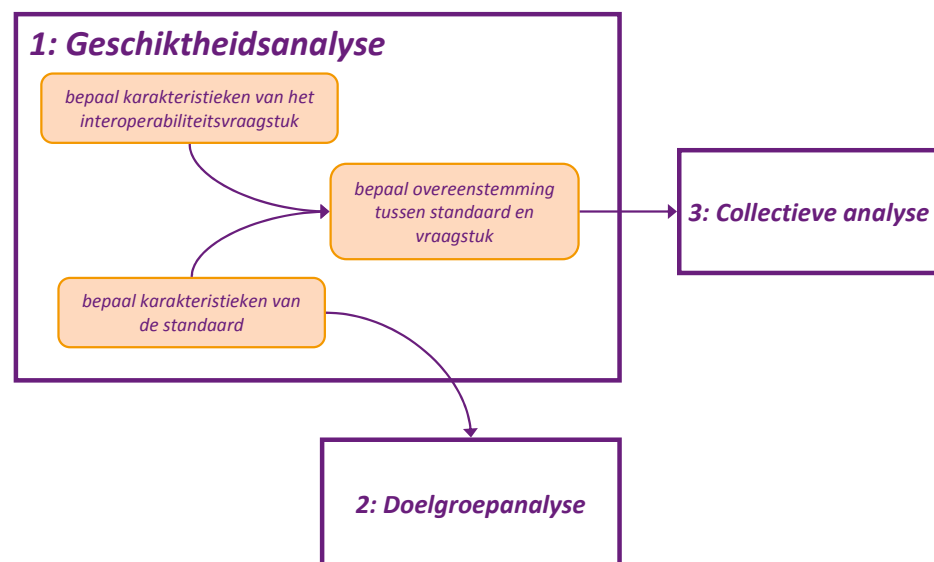 1: Geschiktheidsanalyse
bepaal karakteristieken van het
interoperabiliteitsvraagstuk
bepaal overeenstemming
tussen standaard en
vraagstuk
3: Collectieve analyse
bepaal karakteristieken van
de standaard
2: Doelgroepanalyse